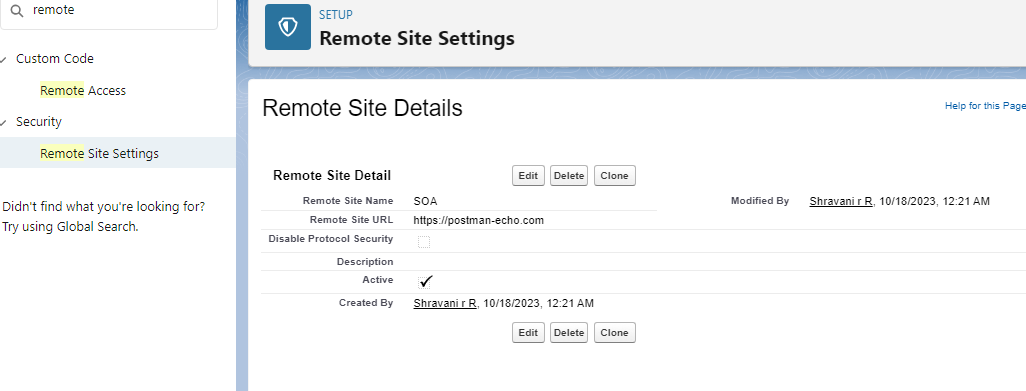 remote
Custom Code
Remote Access
Security
Remote Site Settings
Didn't find what you're looking for?
Try using Global Search.
SETUP
Remote Site Settings
Remote Site Details
Help for this Page
Remote Site Detail
Edit Delete Clone
Remote Site Name SOA Modified By Shravani r R, 10/18/2023, 12:21 AM
Remote Site URL https://postman-echo.com
Disable Protocol Security
Description
Active
Created By Shravani r R, 10/18/2023, 12:21 AM
Edit Delete Clone